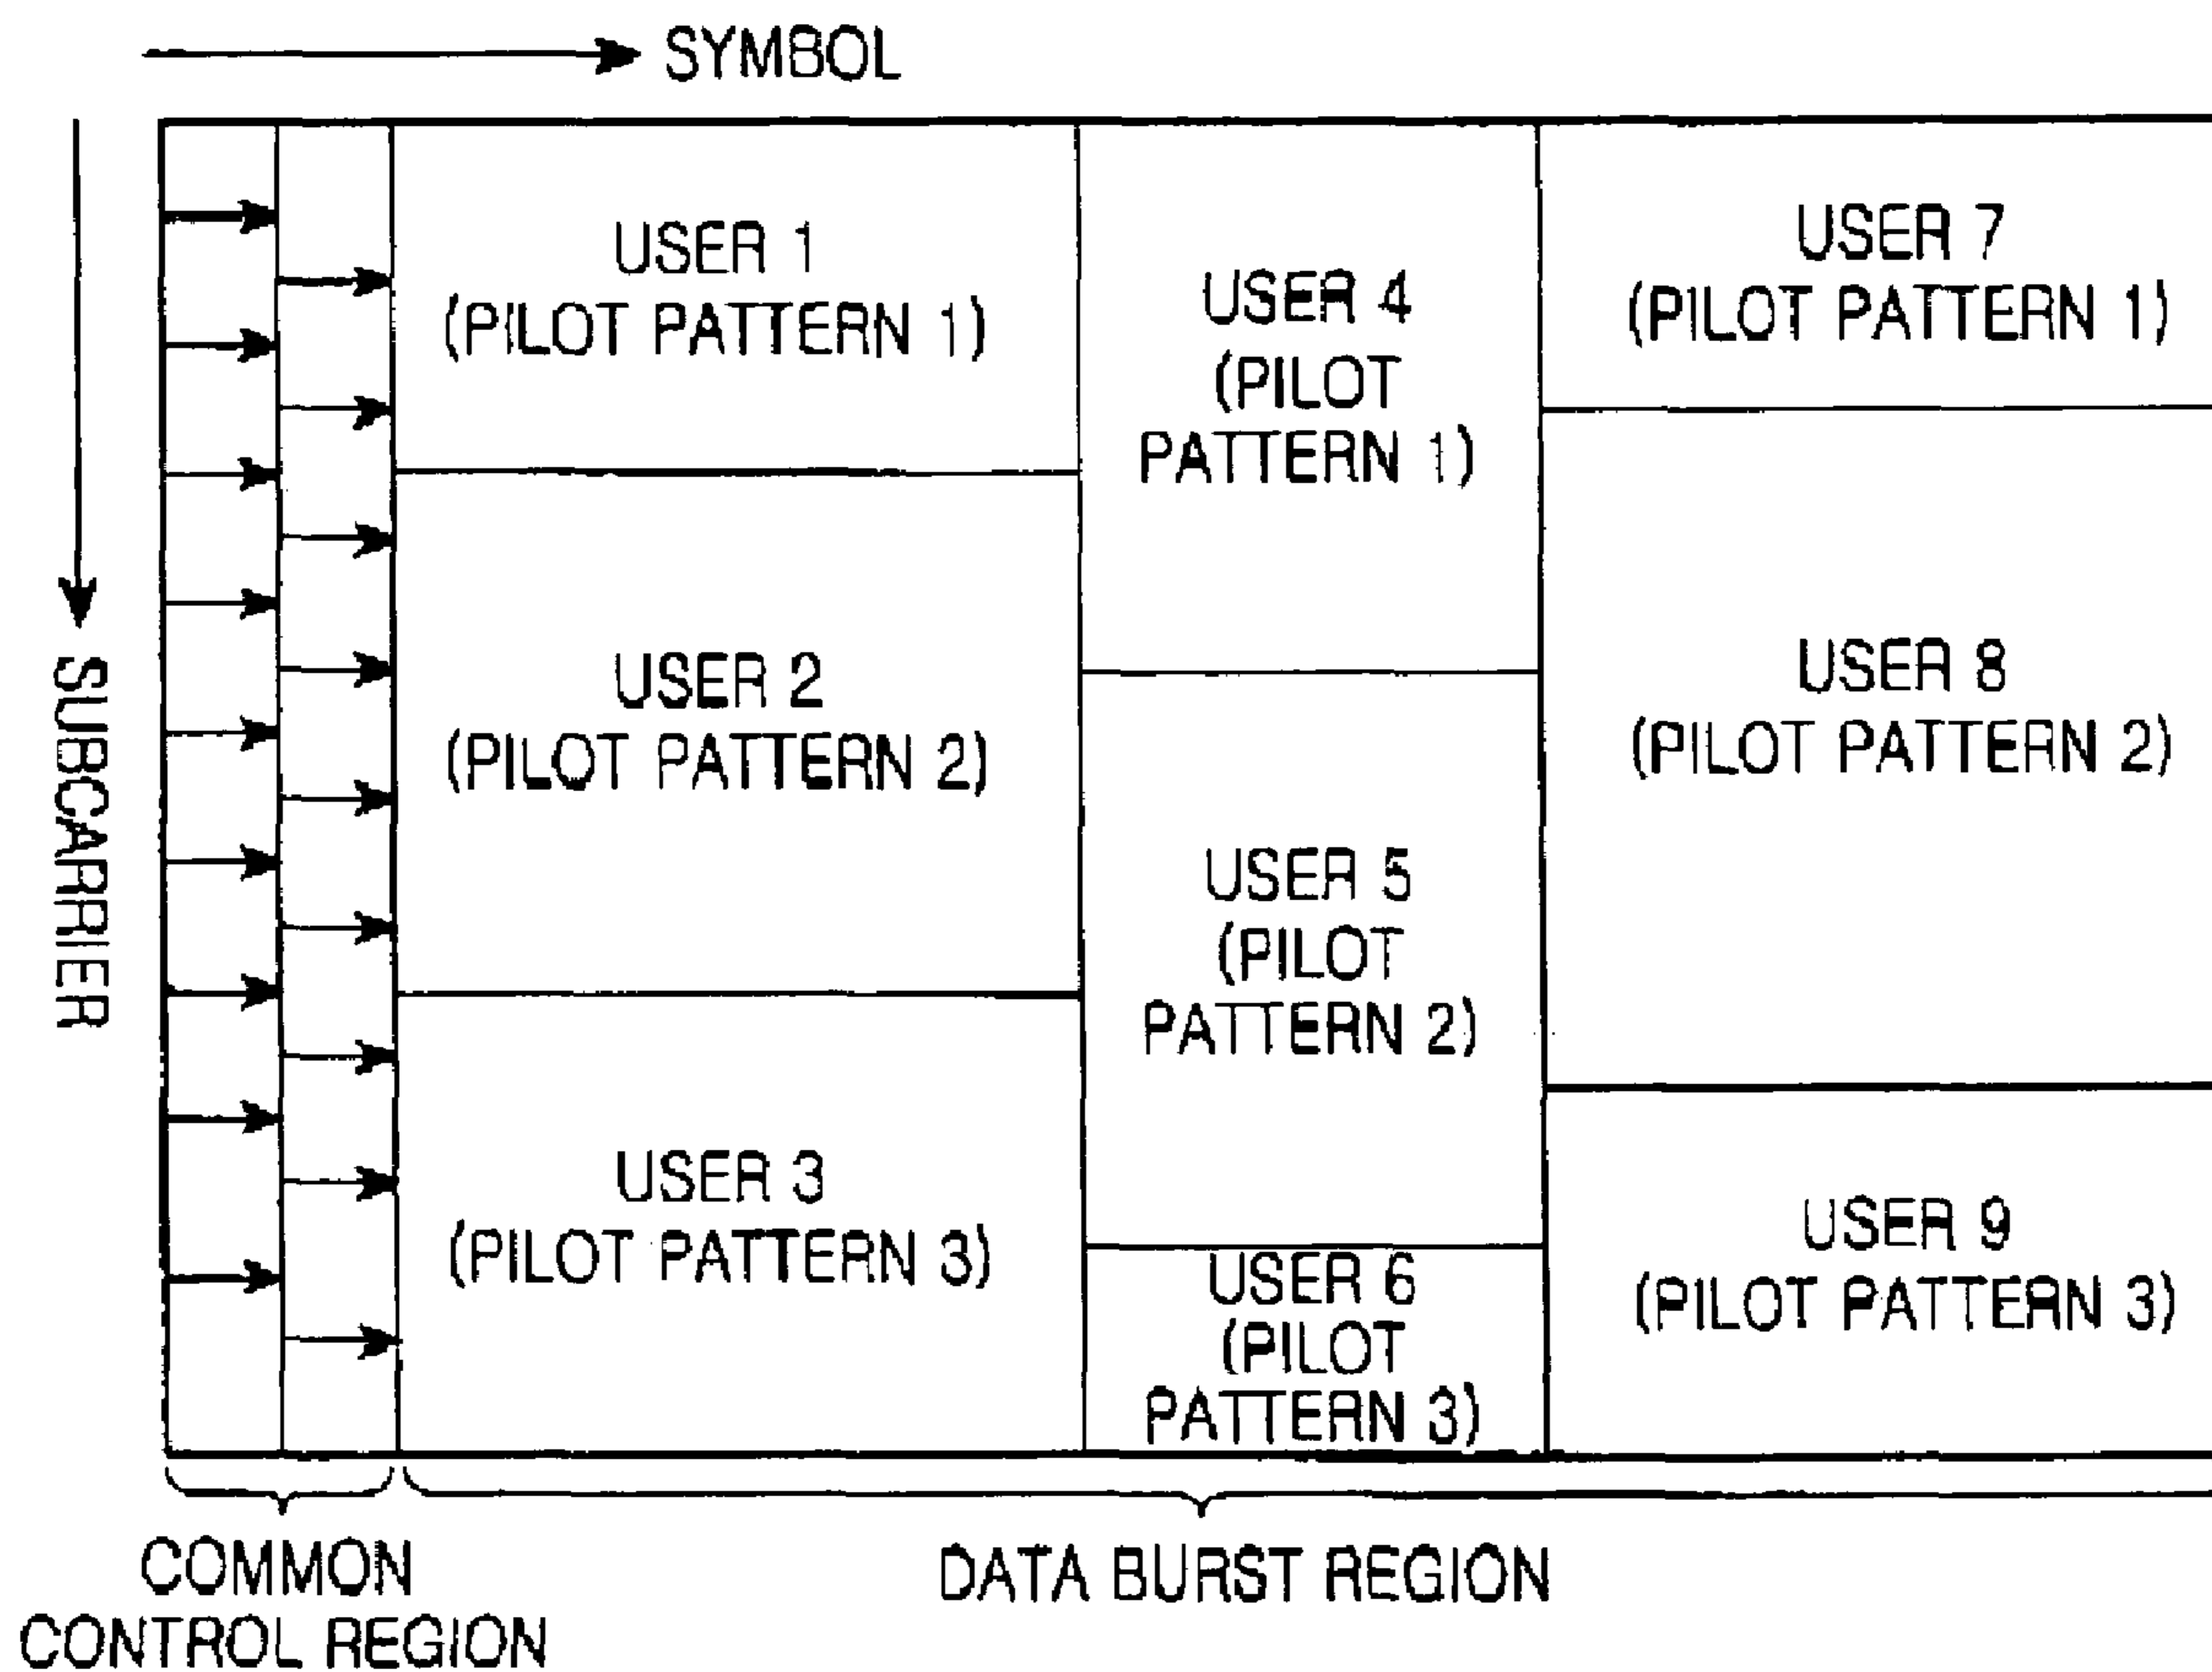 SYMBOL
SUBCARRIER
USER 1
(PILOT PATTERN 1)
USER 2
(PILOT PATTERN 2)
USER 3
(PILOT PATTERN 3)
USER 4
(PILOT
PATTERN 1)
USER 5
(PILOT
PATTERN 2)
USER 6
(PILOT
PATTERN 3)
USER 7
(PILOT PATTERN 1)
USER 8
(PILOT PATTERN 2)
USER 9
(PILOT PATTERN 3)
COMMON
CONTROL REGION
DATA BURST REGION